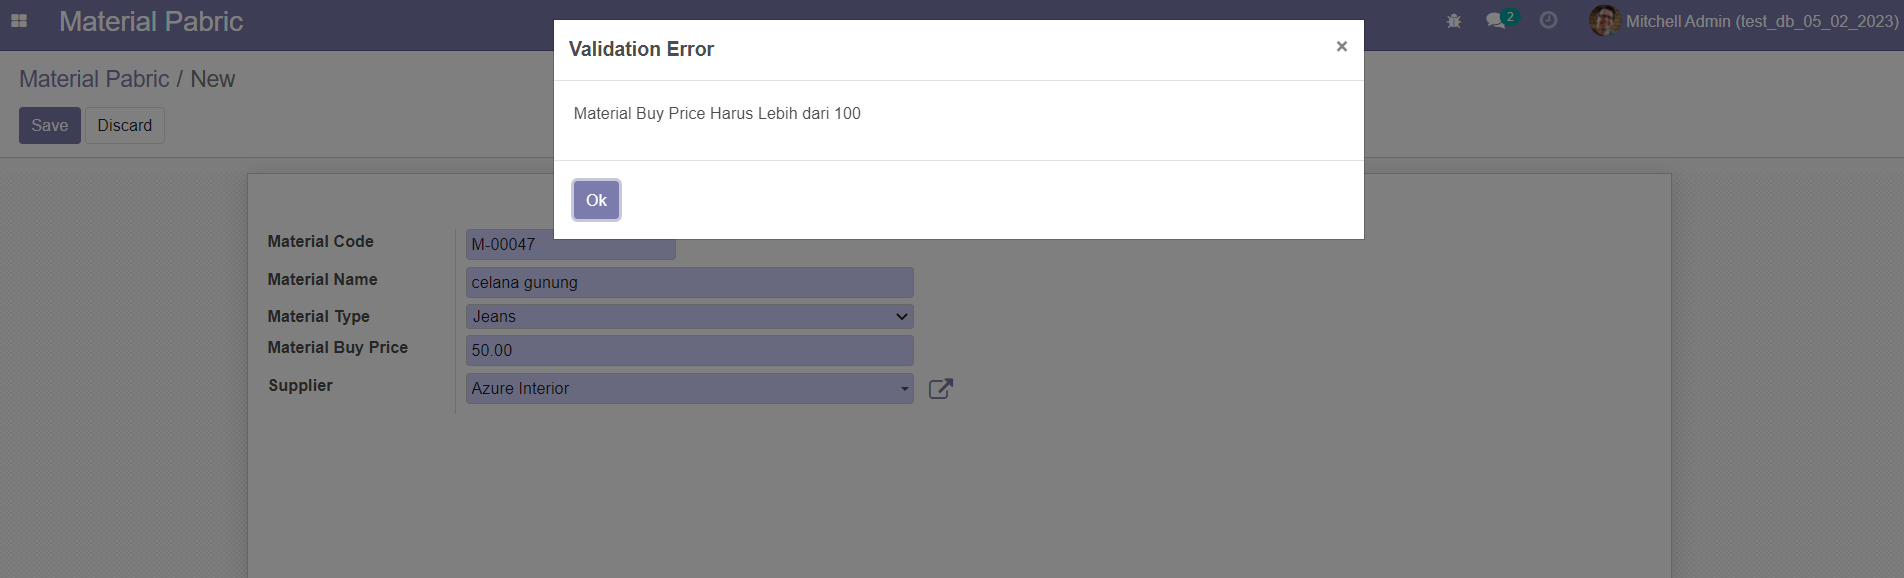 Material Pabric
2
Mitchell Admin (test_db_05_02_2023)
Validation Error
×
Material Pabric / New
Save
Discard
Material Buy Price Harus Lebih dari 100
Ok
Material Code
M-00047
Material Name
celana gunung
Material Type
Jeans
Material Buy Price
50.00
Supplier
Azure Interior